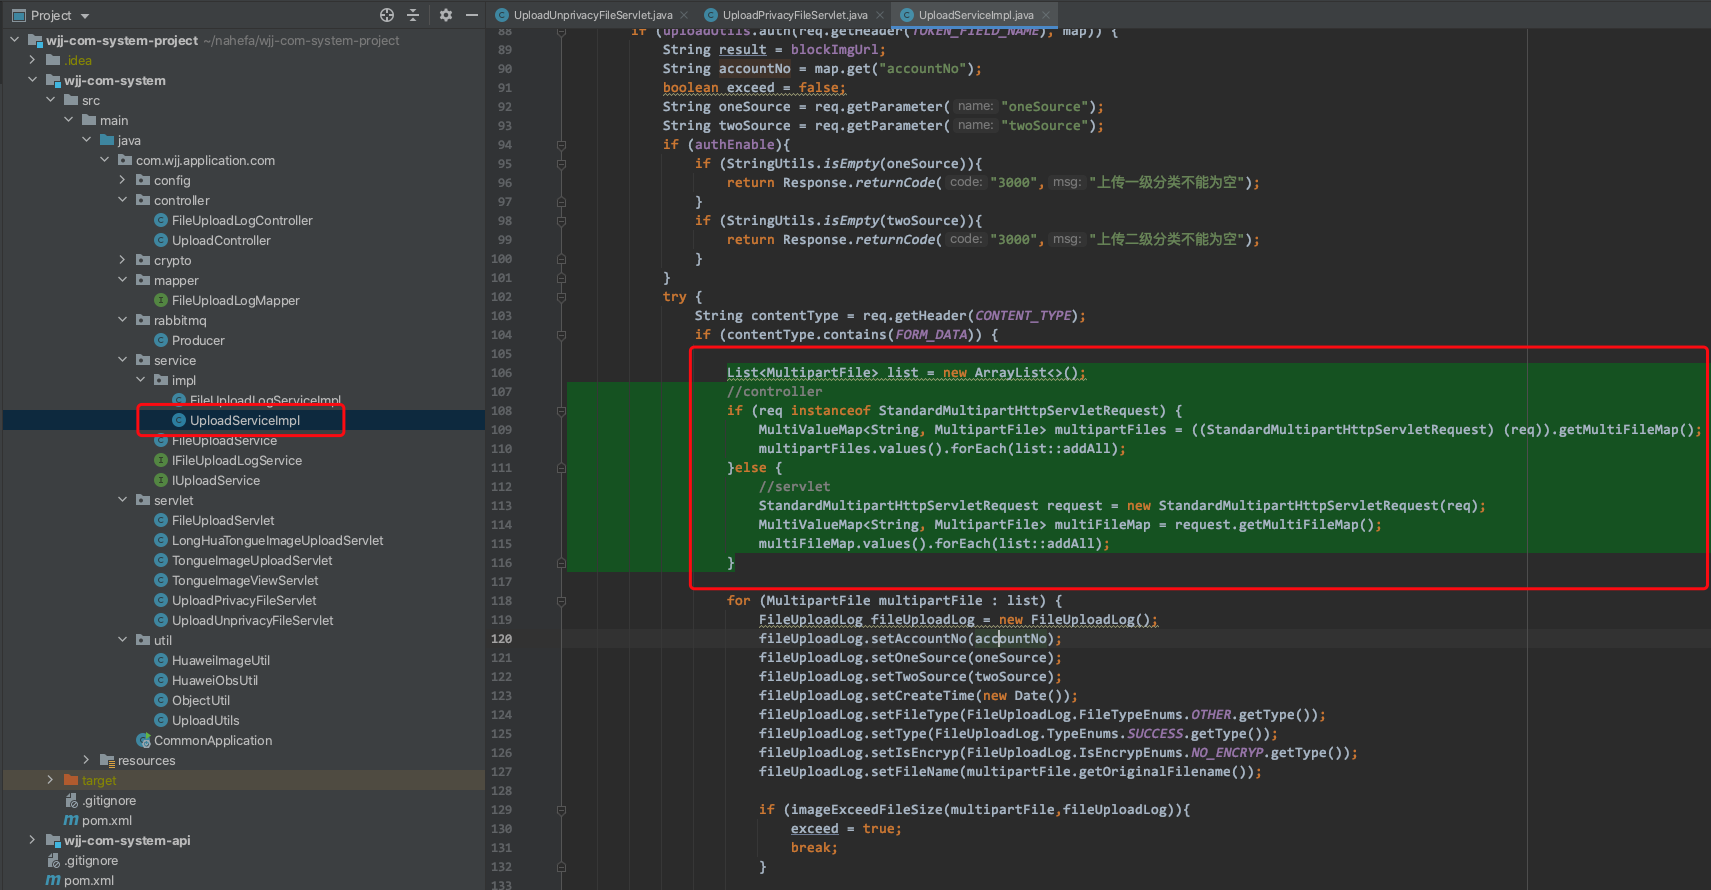 Project
wjj-com-system-project ~/nahefa/wjj-com-system-project
.idea
wjj-com-system
src
main
java
com.wjj.application.com
config
controller
FileUploadLogController
UploadController
crypto
mapper
FileUploadLogMapper
rabbitmq
Producer
service
impl
FileUploadLogServiceImpl
UploadServiceImpl
FileUploadService
IFileUploadLogService
IUploadService
servlet
FileUploadServlet
LongHuaTongueImageUploadServlet
TongueImageUploadServlet
TongueImageViewServlet
UploadPrivacyFileServlet
UploadUnprivacyFileServlet
util
HuaweiImageUtil
HuaweiObsUtil
ObjectUtil
UploadUtils
CommonApplication
resources
target
.gitignore
pom.xml
wjj-com-system-api
.gitignore
pom.xml
UploadUnprivacyFileServlet.java
UploadPrivacyFileServlet.java
UploadServiceImpl.java
88 if (uploadUtils.auth(req.getHeader(TOKEN_FIELD_NAME), map)) {
89 String result = blockImgUrl;
90 String accountNo = map.get("accountNo");
91 boolean exceed = false;
92 String oneSource = req.getParameter( name: "oneSource");
93 String twoSource = req.getParameter( name: "twoSource");
94 if (authEnable){
95 if (StringUtils.isEmpty(oneSource)){
96 return Response.returnCode( code: "3000", msg: "上传一级分类不能为空");
97 }
98 if (StringUtils.isEmpty(twoSource)){
99 return Response.returnCode( code: "3000", msg: "上传二级分类不能为空");
100 }
101 }
102 try {
103 String contentType = req.getHeader(CONTENT_TYPE);
104 if (contentType.contains(FORM_DATA)) {
105
106 List<MultipartFile> list = new ArrayList<>();
107 //controller
108 if (req instanceof StandardMultipartHttpServletRequest) {
109 MultiValueMap<String, MultipartFile> multipartFiles = ((StandardMultipartHttpServletRequest) (req)).getMultiFileMap();
110 multipartFiles.values().forEach(list::addAll);
111 }else {
112 //servlet
113 StandardMultipartHttpServletRequest request = new StandardMultipartHttpServletRequest(req);
114 MultiValueMap<String, MultipartFile> multiFileMap = request.getMultiFileMap();
115 multiFileMap.values().forEach(list::addAll);
116 }
117
118 for (MultipartFile multipartFile : list) {
119 FileUploadLog fileUploadLog = new FileUploadLog();
120 fileUploadLog.setAccountNo(accountNo);
121 fileUploadLog.setOneSource(oneSource);
122 fileUploadLog.setTwoSource(twoSource);
123 fileUploadLog.setCreateTime(new Date());
124 fileUploadLog.setFileType(FileUploadLog.FileTypeEnums.OTHER.getType());
125 fileUploadLog.setType(FileUploadLog.TypeEnums.SUCCESS.getType());
126 fileUploadLog.setIsEncryp(FileUploadLog.IsEncrypEnums.NO_ENCRYP.getType());
127 fileUploadLog.setFileName(multipartFile.getOriginalFilename());
128
129 if (imageExceedFileSize(multipartFile,fileUploadLog)){
130 exceed = true;
131 break;
132 }
133